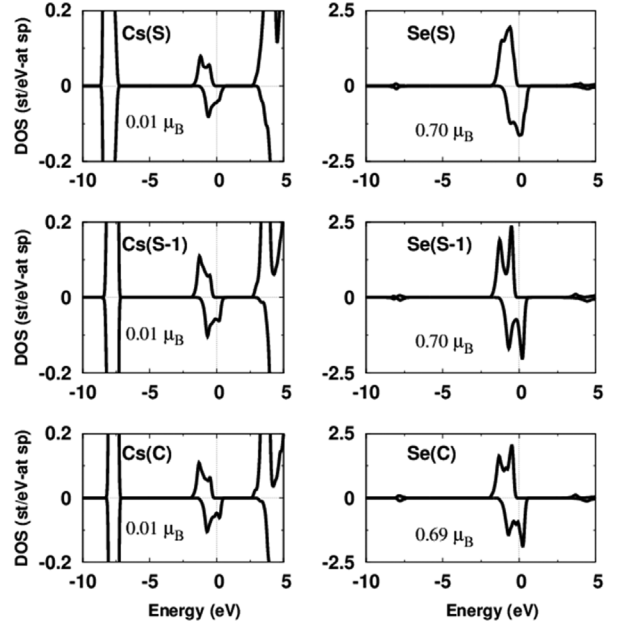 0.2
Cs(S)
DOS (st/eV-at sp)
0
0.01 μB
-0.2
-10 -5 0 5
2.5
Se(S)
0
0.70 μB
-2.5
-10 -5 0 5
0.2
Cs(S-1)
DOS (st/eV-at sp)
0
0.01 μB
-0.2
-10 -5 0 5
2.5
Se(S-1)
0
0.70 μB
-2.5
-10 -5 0 5
0.2
Cs(C)
DOS (st/eV-at sp)
0
0.01 μB
-0.2
-10 -5 0 5
Energy (eV)
2.5
Se(C)
0
0.69 μB
-2.5
-10 -5 0 5
Energy (eV)